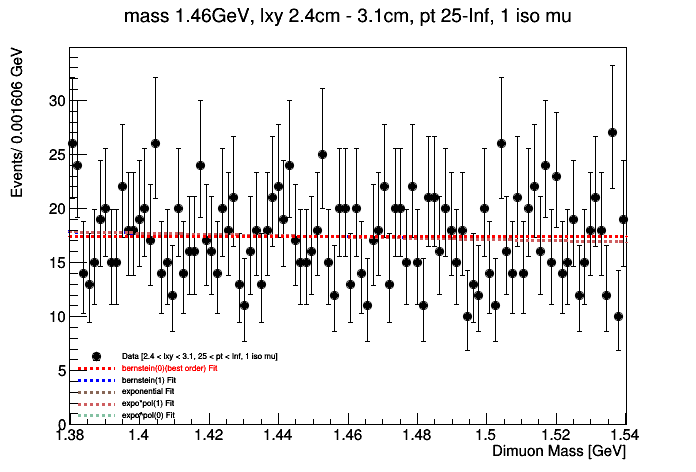 mass 1.46GeV, lxy 2.4cm - 3.1cm, pt 25-Inf, 1 iso mu
Events/ 0.001606 GeV
30
25
20
15
10
5
0
Data [2.4 < lxy < 3.1, 25 < pt < Inf, 1 iso mu]
bernstein(0)(best order) Fit
bernstein(1) Fit
exponential Fit
expo*pol(1) Fit
expo*pol(0) Fit
1.38 1.4 1.42 1.44 1.46 1.48 1.5 1.52 1.54
Dimuon Mass [GeV]